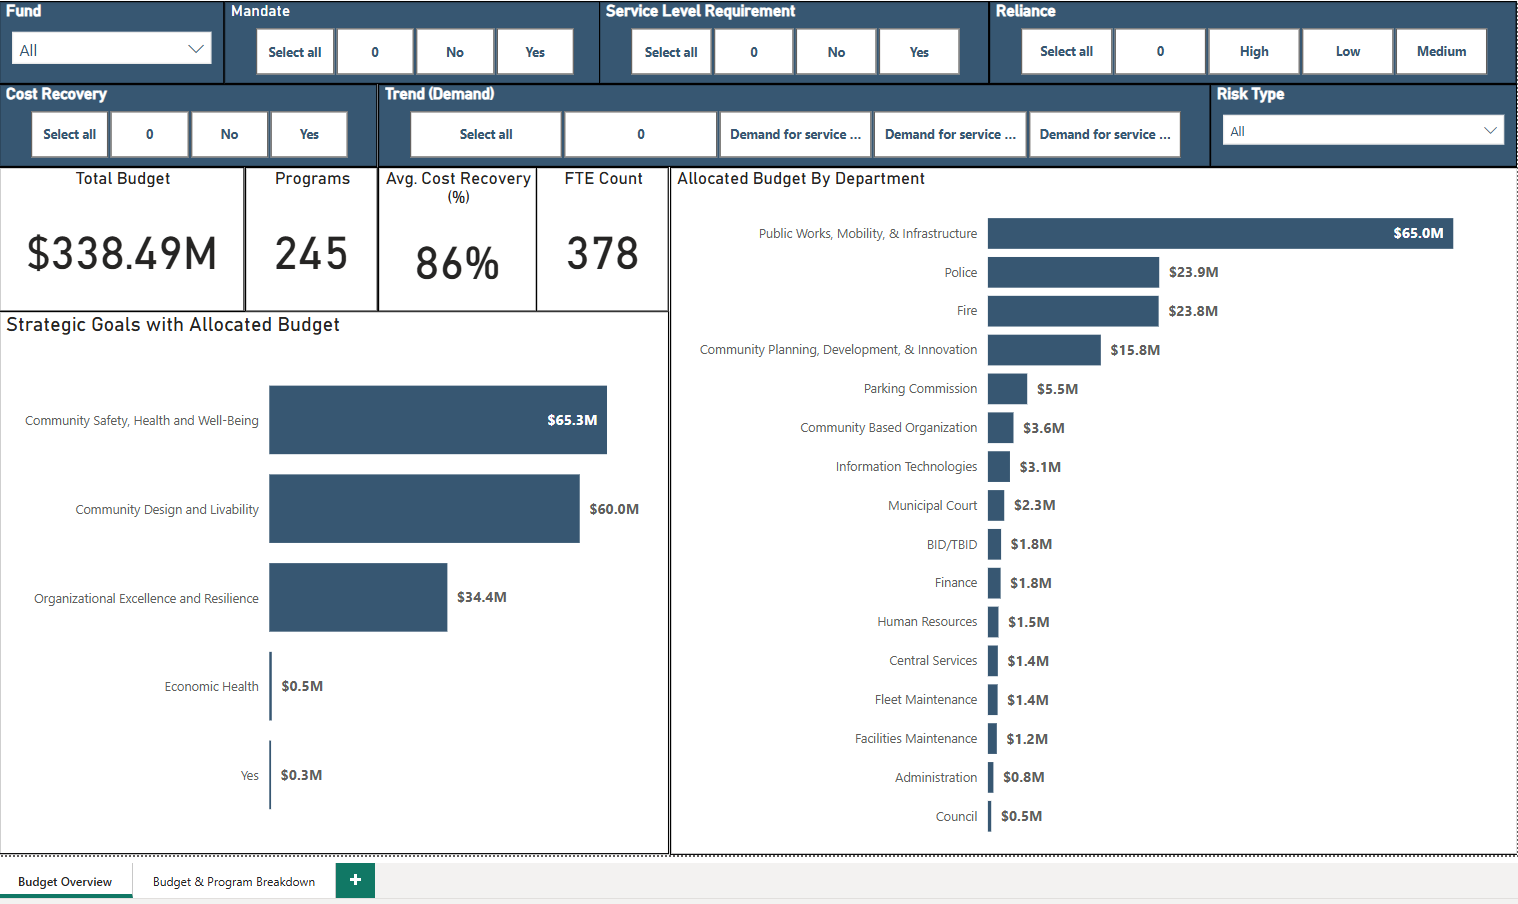 Fund
All
Mandate
Select all
0
No
Yes
Service Level Requirement
Select all
0
No
Yes
Reliance
Select all
0
High
Low
Medium
Cost Recovery
Select all
0
No
Yes
Trend (Demand)
Select all
0
Demand for service ...
Demand for service ...
Demand for service ...
Risk Type
All
Total Budget
$338.49M
Programs
245
Avg. Cost Recovery
(%)
86%
FTE Count
378
Strategic Goals with Allocated Budget
Community Safety, Health and Well-Being $65.3M
Community Design and Livability $60.0M
Organizational Excellence and Resilience $34.4M
Economic Health $0.5M
Yes $0.3M
Allocated Budget By Department
Public Works, Mobility, & Infrastructure $65.0M
Police $23.9M
Fire $23.8M
Community Planning, Development, & Innovation $15.8M
Parking Commission $5.5M
Community Based Organization $3.6M
Information Technologies $3.1M
Municipal Court $2.3M
BID/TBID $1.8M
Finance $1.8M
Human Resources $1.5M
Central Services $1.4M
Fleet Maintenance $1.4M
Facilities Maintenance $1.2M
Administration $0.8M
Council $0.5M
Budget Overview
Budget & Program Breakdown
+